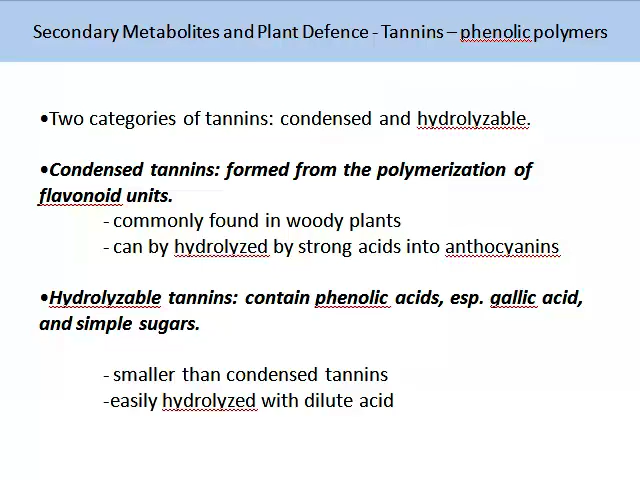 Secondary Metabolites and Plant Defence - Tannins – phenolic polymers
•Two categories of tannins: condensed and hydrolyzable.
•Condensed tannins: formed from the polymerization of
flavonoid units.
- commonly found in woody plants
- can by hydrolyzed by strong acids into anthocyanins
•Hydrolyzable tannins: contain phenolic acids, esp. gallic acid,
and simple sugars.
- smaller than condensed tannins
-easily hydrolyzed with dilute acid